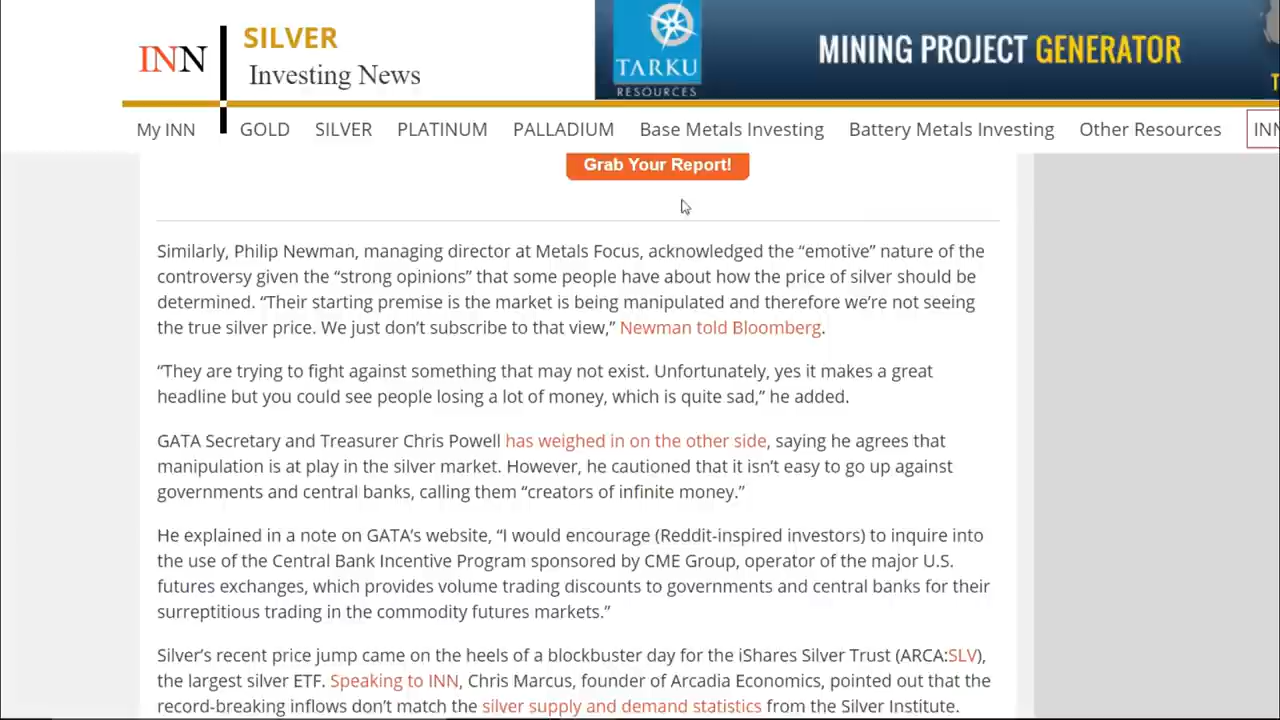 INN
SILVER
Investing News
TARKU
RESOURCES
MINING PROJECT GENERATOR
My INN GOLD SILVER PLATINUM PALLADIUM Base Metals Investing Battery Metals Investing Other Resources INN
Grab Your Report!
Similarly, Philip Newman, managing director at Metals Focus, acknowledged the “emotive” nature of the
controversy given the “strong opinions” that some people have about how the price of silver should be
determined. “Their starting premise is the market is being manipulated and therefore we’re not seeing
the true silver price. We just don’t subscribe to that view,” Newman told Bloomberg.
“They are trying to fight against something that may not exist. Unfortunately, yes it makes a great
headline but you could see people losing a lot of money, which is quite sad,” he added.
GATA Secretary and Treasurer Chris Powell has weighed in on the other side, saying he agrees that
manipulation is at play in the silver market. However, he cautioned that it isn’t easy to go up against
governments and central banks, calling them “creators of infinite money.”
He explained in a note on GATA’s website, “I would encourage (Reddit-inspired investors) to inquire into
the use of the Central Bank Incentive Program sponsored by CME Group, operator of the major U.S.
futures exchanges, which provides volume trading discounts to governments and central banks for their
surreptitious trading in the commodity futures markets.”
Silver’s recent price jump came on the heels of a blockbuster day for the iShares Silver Trust (ARCA:SLV),
the largest silver ETF. Speaking to INN, Chris Marcus, founder of Arcadia Economics, pointed out that the
record-breaking inflows don’t match the silver supply and demand statistics from the Silver Institute.